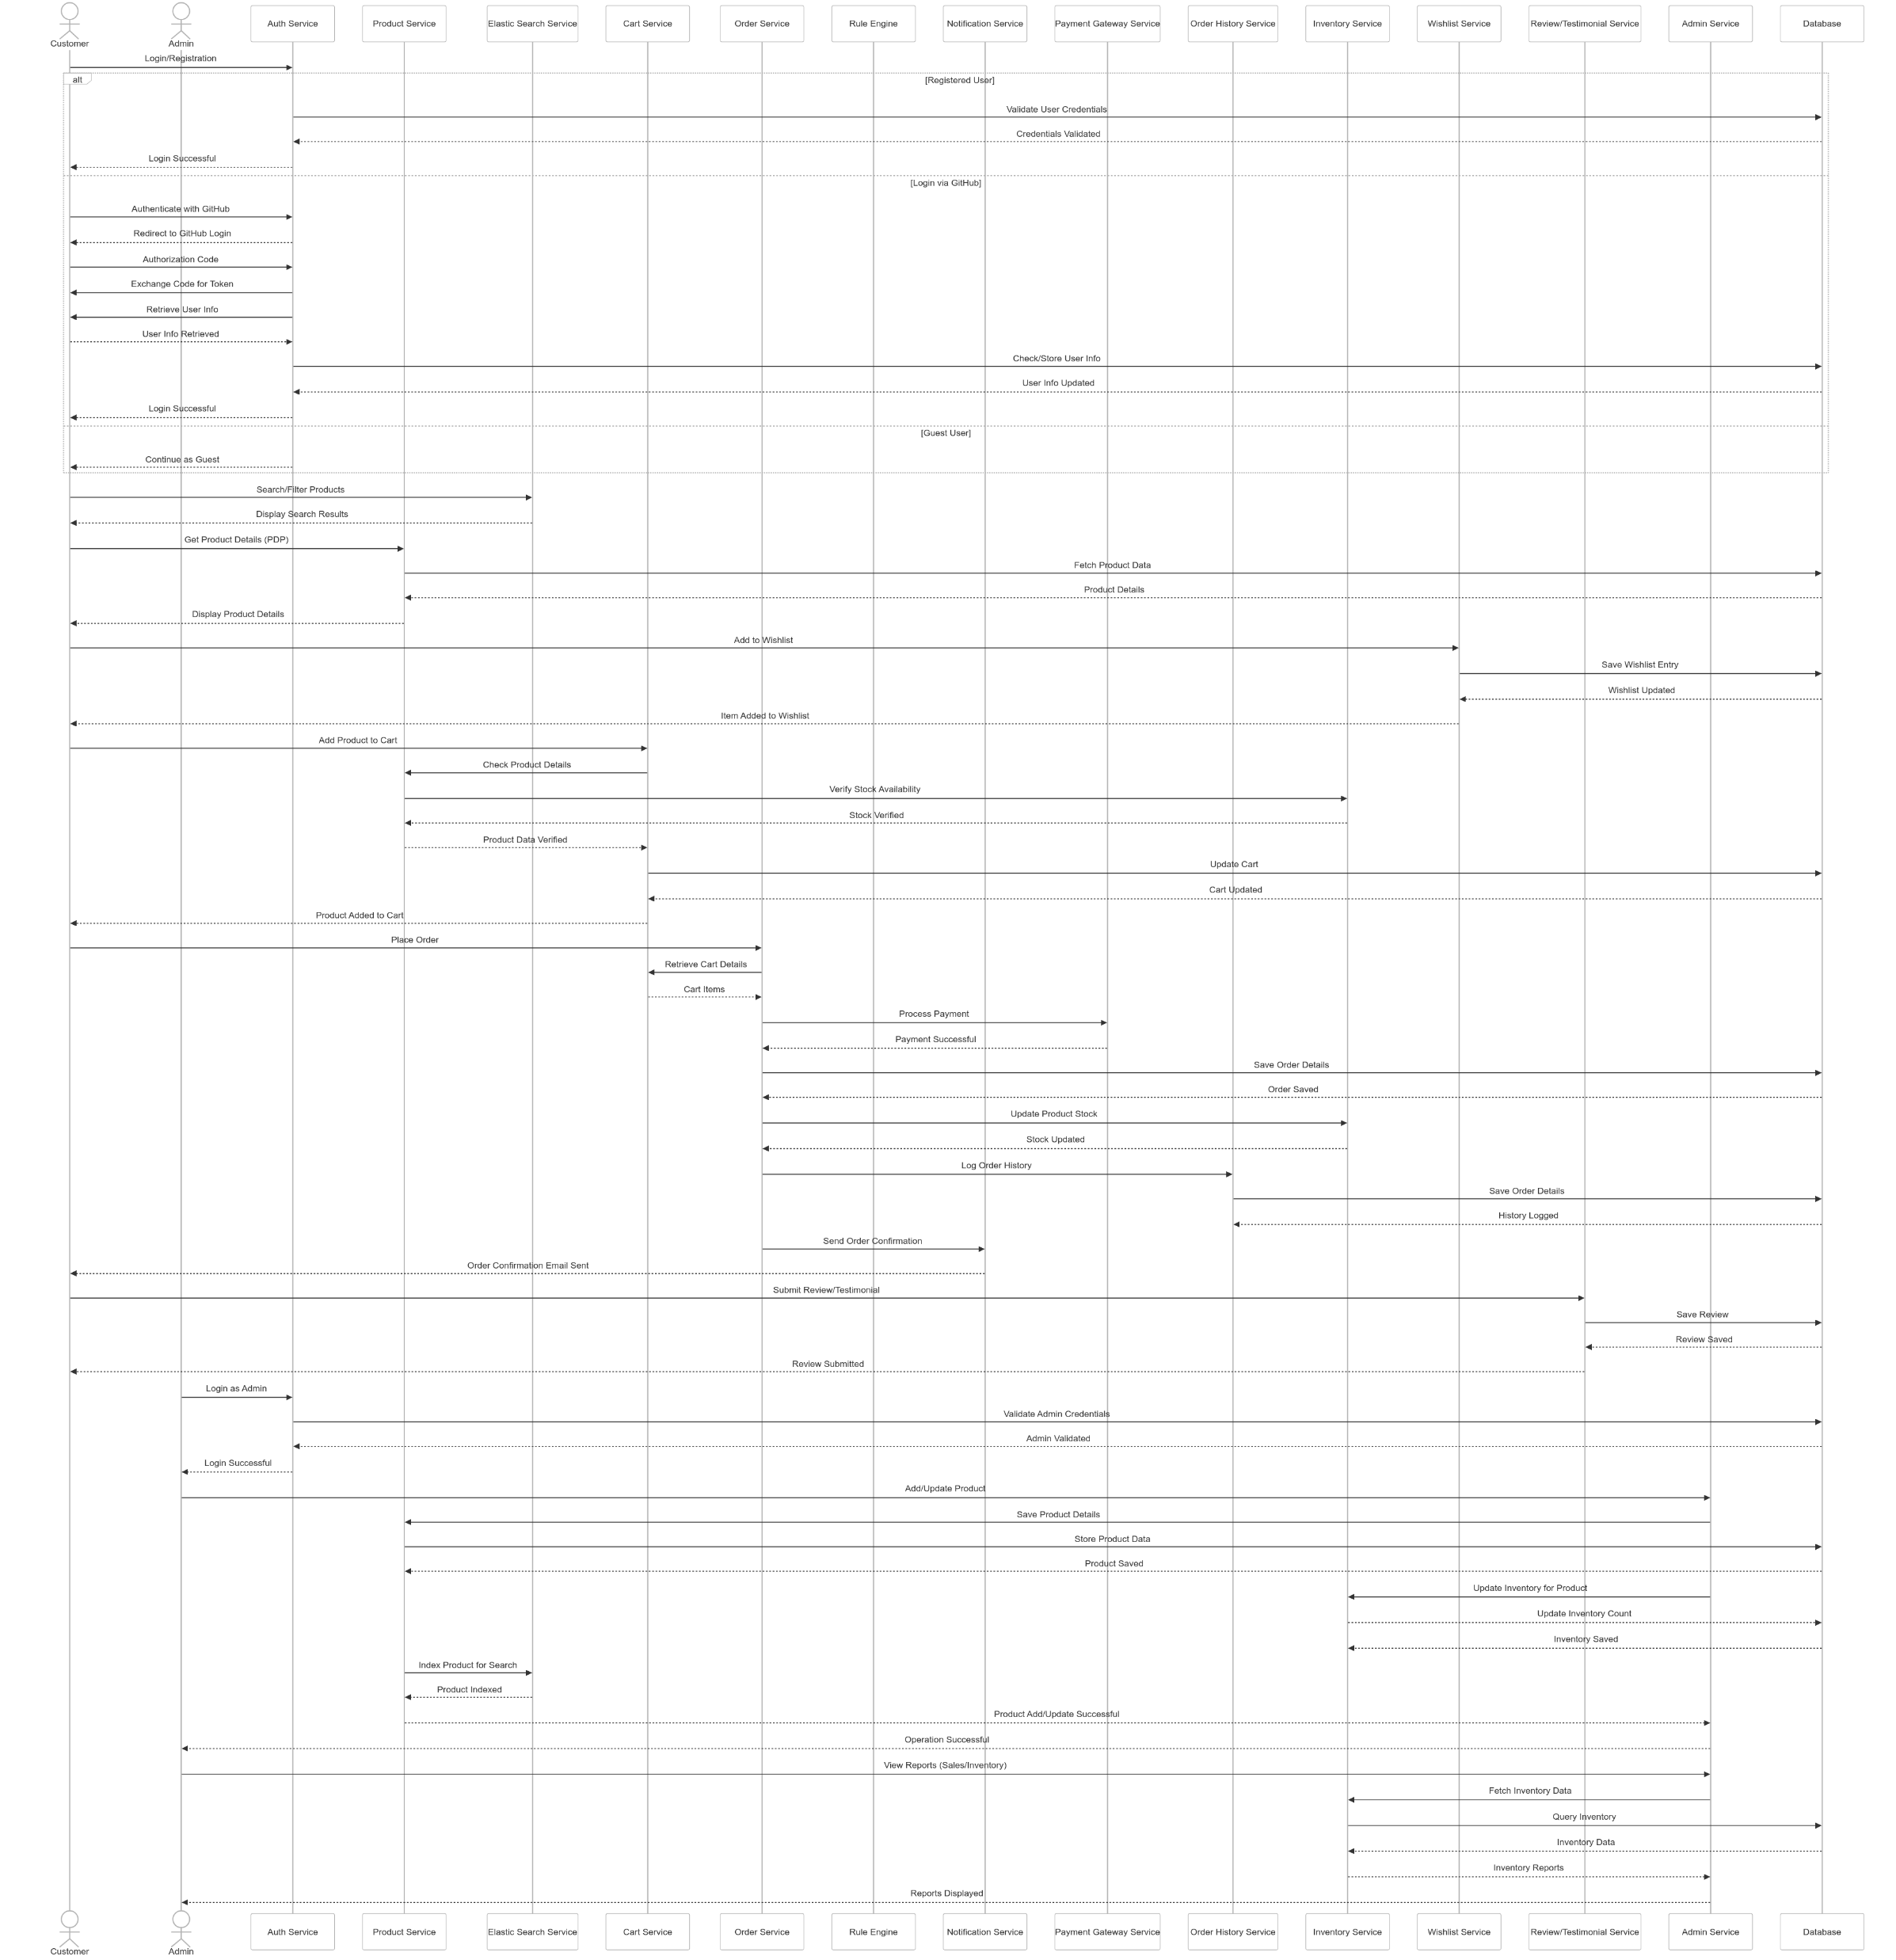 Customer
Admin
Auth Service
Product Service
Elastic Search Service
Cart Service
Order Service
Rule Engine
Notification Service
Payment Gateway Service
Order History Service
Inventory Service
Wishlist Service
Review/Testimonial Service
Admin Service
Database
Login/Registration
alt
[Registered User]
Validate User Credentials
Credentials Validated
Login Successful
[Login via GitHub]
Authenticate with GitHub
Redirect to GitHub Login
Authorization Code
Exchange Code for Token
Retrieve User Info
User Info Retrieved
Check/Store User Info
User Info Updated
Login Successful
[Guest User]
Continue as Guest
Search/Filter Products
Display Search Results
Get Product Details (PDP)
Fetch Product Data
Product Details
Display Product Details
Add to Wishlist
Save Wishlist Entry
Wishlist Updated
Item Added to Wishlist
Add Product to Cart
Check Product Details
Verify Stock Availability
Stock Verified
Product Data Verified
Update Cart
Cart Updated
Product Added to Cart
Place Order
Retrieve Cart Details
Cart Items
Process Payment
Payment Successful
Save Order Details
Order Saved
Update Product Stock
Stock Updated
Log Order History
Save Order Details
History Logged
Send Order Confirmation
Order Confirmation Email Sent
Submit Review/Testimonial
Save Review
Review Saved
Review Submitted
Login as Admin
Validate Admin Credentials
Admin Validated
Login Successful
Add/Update Product
Save Product Details
Store Product Data
Product Saved
Update Inventory for Product
Update Inventory Count
Inventory Saved
Index Product for Search
Product Indexed
Product Add/Update Successful
Operation Successful
View Reports (Sales/Inventory)
Fetch Inventory Data
Query Inventory
Inventory Data
Inventory Reports
Reports Displayed
Customer
Admin
Auth Service
Product Service
Elastic Search Service
Cart Service
Order Service
Rule Engine
Notification Service
Payment Gateway Service
Order History Service
Inventory Service
Wishlist Service
Review/Testimonial Service
Admin Service
Database